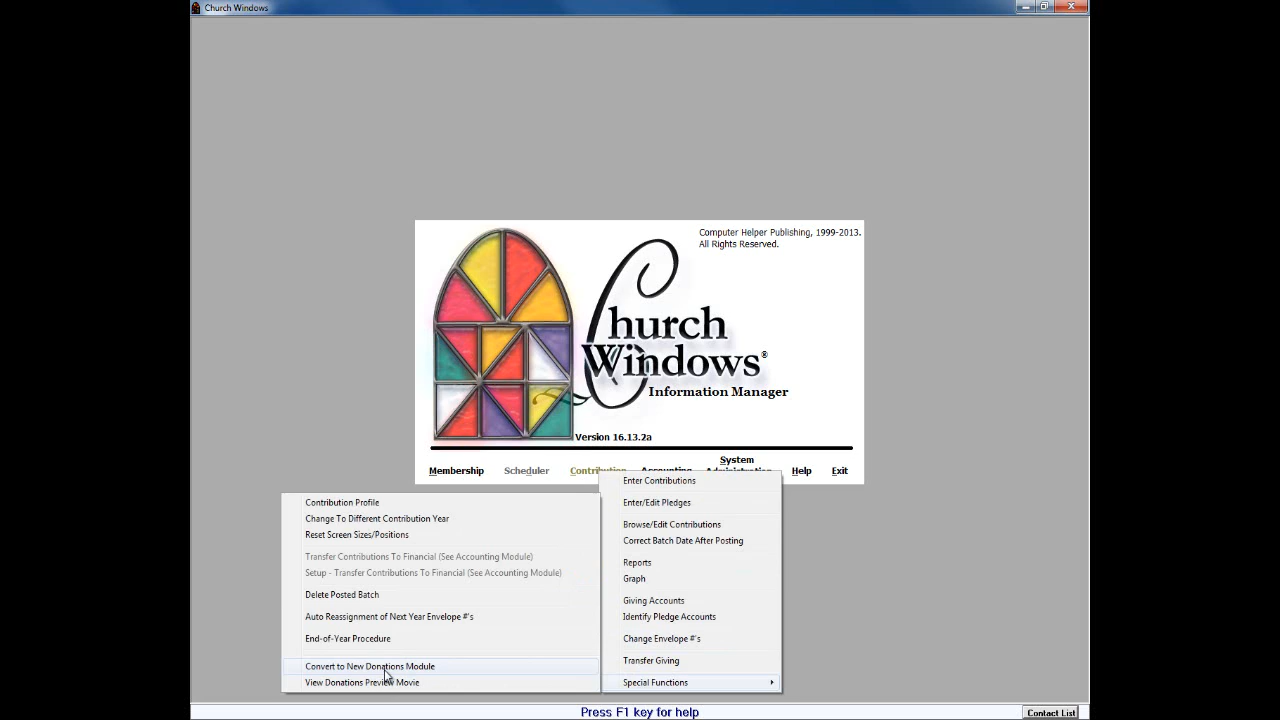 Church Windows
Computer Helper Publishing, 1999-2013.
All Rights Reserved.
Church
Windows®
Information Manager
Version 16.13.2a
System
Membership Scheduler Contribution Accounting Administration Help Exit
Enter Contributions
Enter/Edit Pledges
Browse/Edit Contributions
Correct Batch Date After Posting
Reports
Graph
Giving Accounts
Identify Pledge Accounts
Change Envelope #'s
Transfer Giving
Special Functions
Contribution Profile
Change To Different Contribution Year
Reset Screen Sizes/Positions
Transfer Contributions To Financial (See Accounting Module)
Setup - Transfer Contributions To Financial (See Accounting Module)
Delete Posted Batch
Auto Reassignment of Next Year Envelope #'s
End-of-Year Procedure
Convert to New Donations Module
View Donations Preview Movie
Press F1 key for help
Contact List